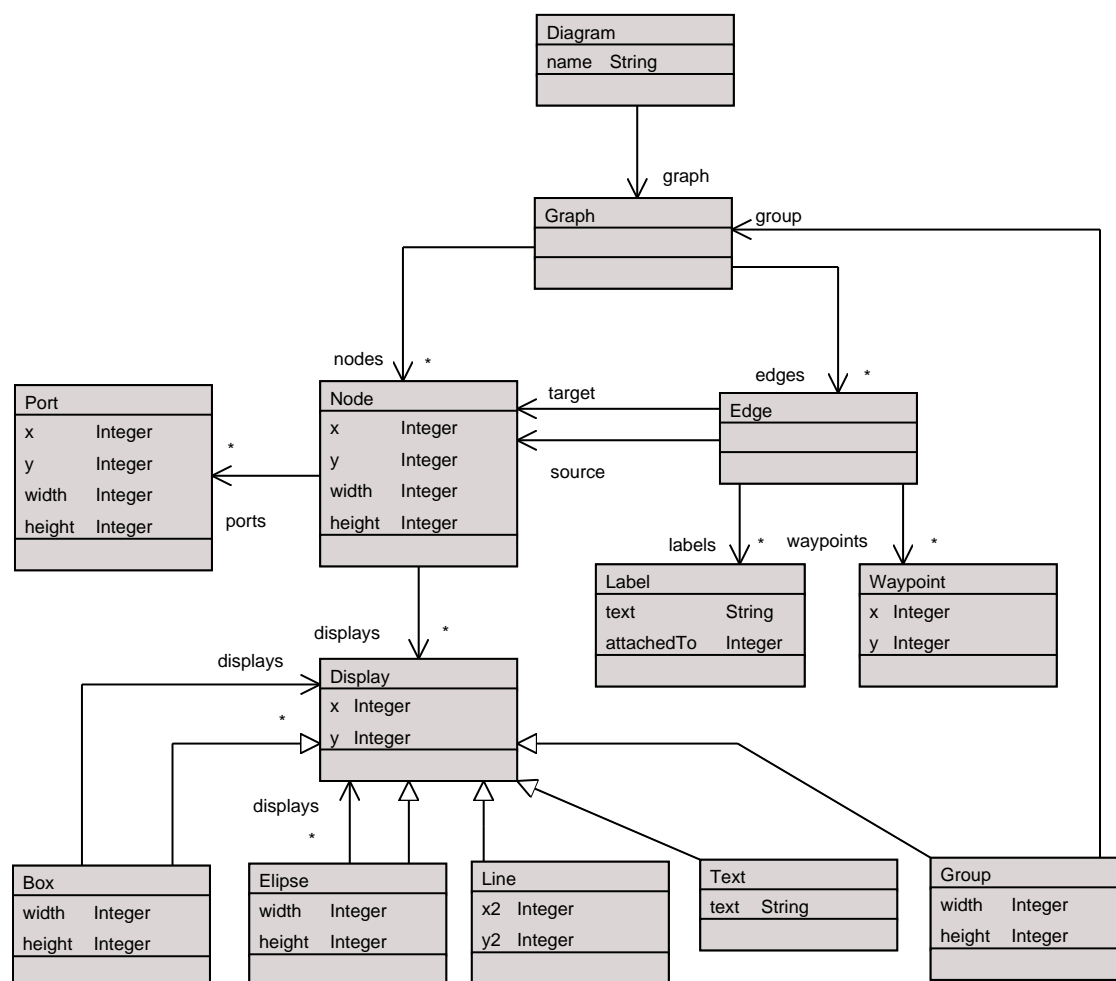 Diagram
name String
graph
Graph
group
nodes *
edges *
Port
x Integer
y Integer
width Integer
height Integer
*
ports
Node
x Integer
y Integer
width Integer
height Integer
target
source
Edge
labels *
waypoints *
Label
text String
attachedTo Integer
Waypoint
x Integer
y Integer
displays *
displays
*
Display
x Integer
y Integer
displays
*
Box
width Integer
height Integer
Elipse
width Integer
height Integer
Line
x2 Integer
y2 Integer
Text
text String
Group
width Integer
height Integer